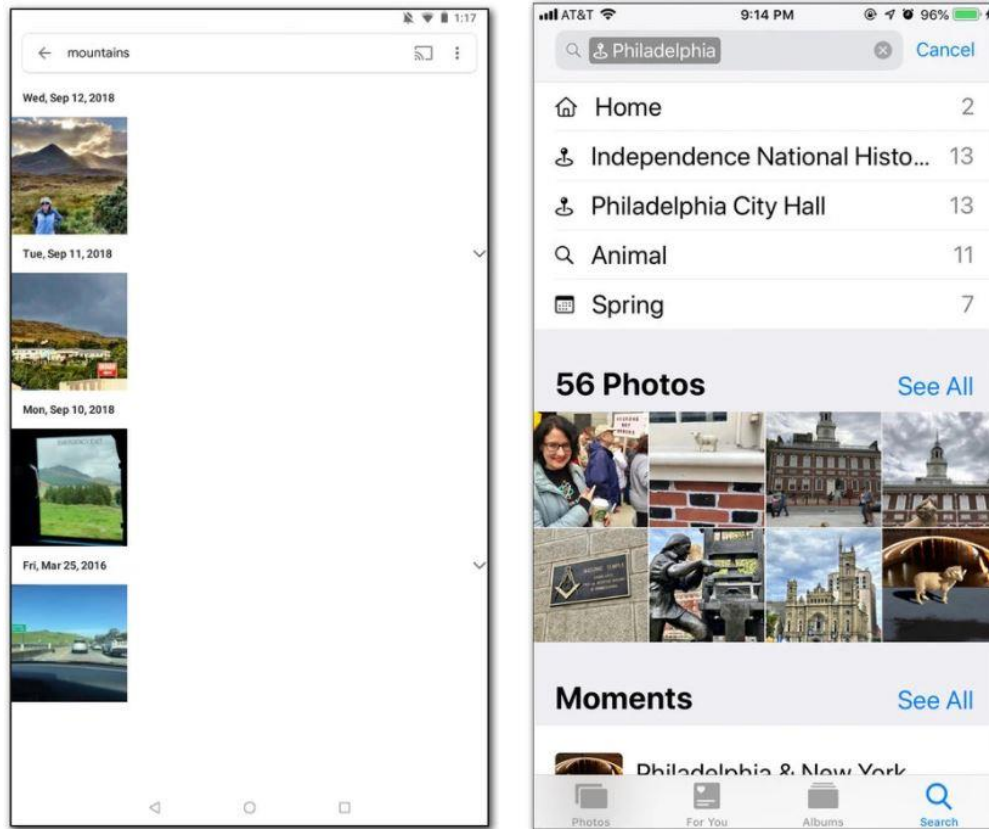 1:17
mountains
Wed, Sep 12, 2018
Tue, Sep 11, 2018
Mon, Sep 10, 2018
Fri, Mar 25, 2016
AT&T 9:14 PM 96%
Philadelphia Cancel
Home 2
Independence National Histo... 13
Philadelphia City Hall 13
Animal 11
Spring 7
56 Photos See All
MASONIC TEMPLE
Moments See All
Philadelphia & New York
Photos For You Albums Search